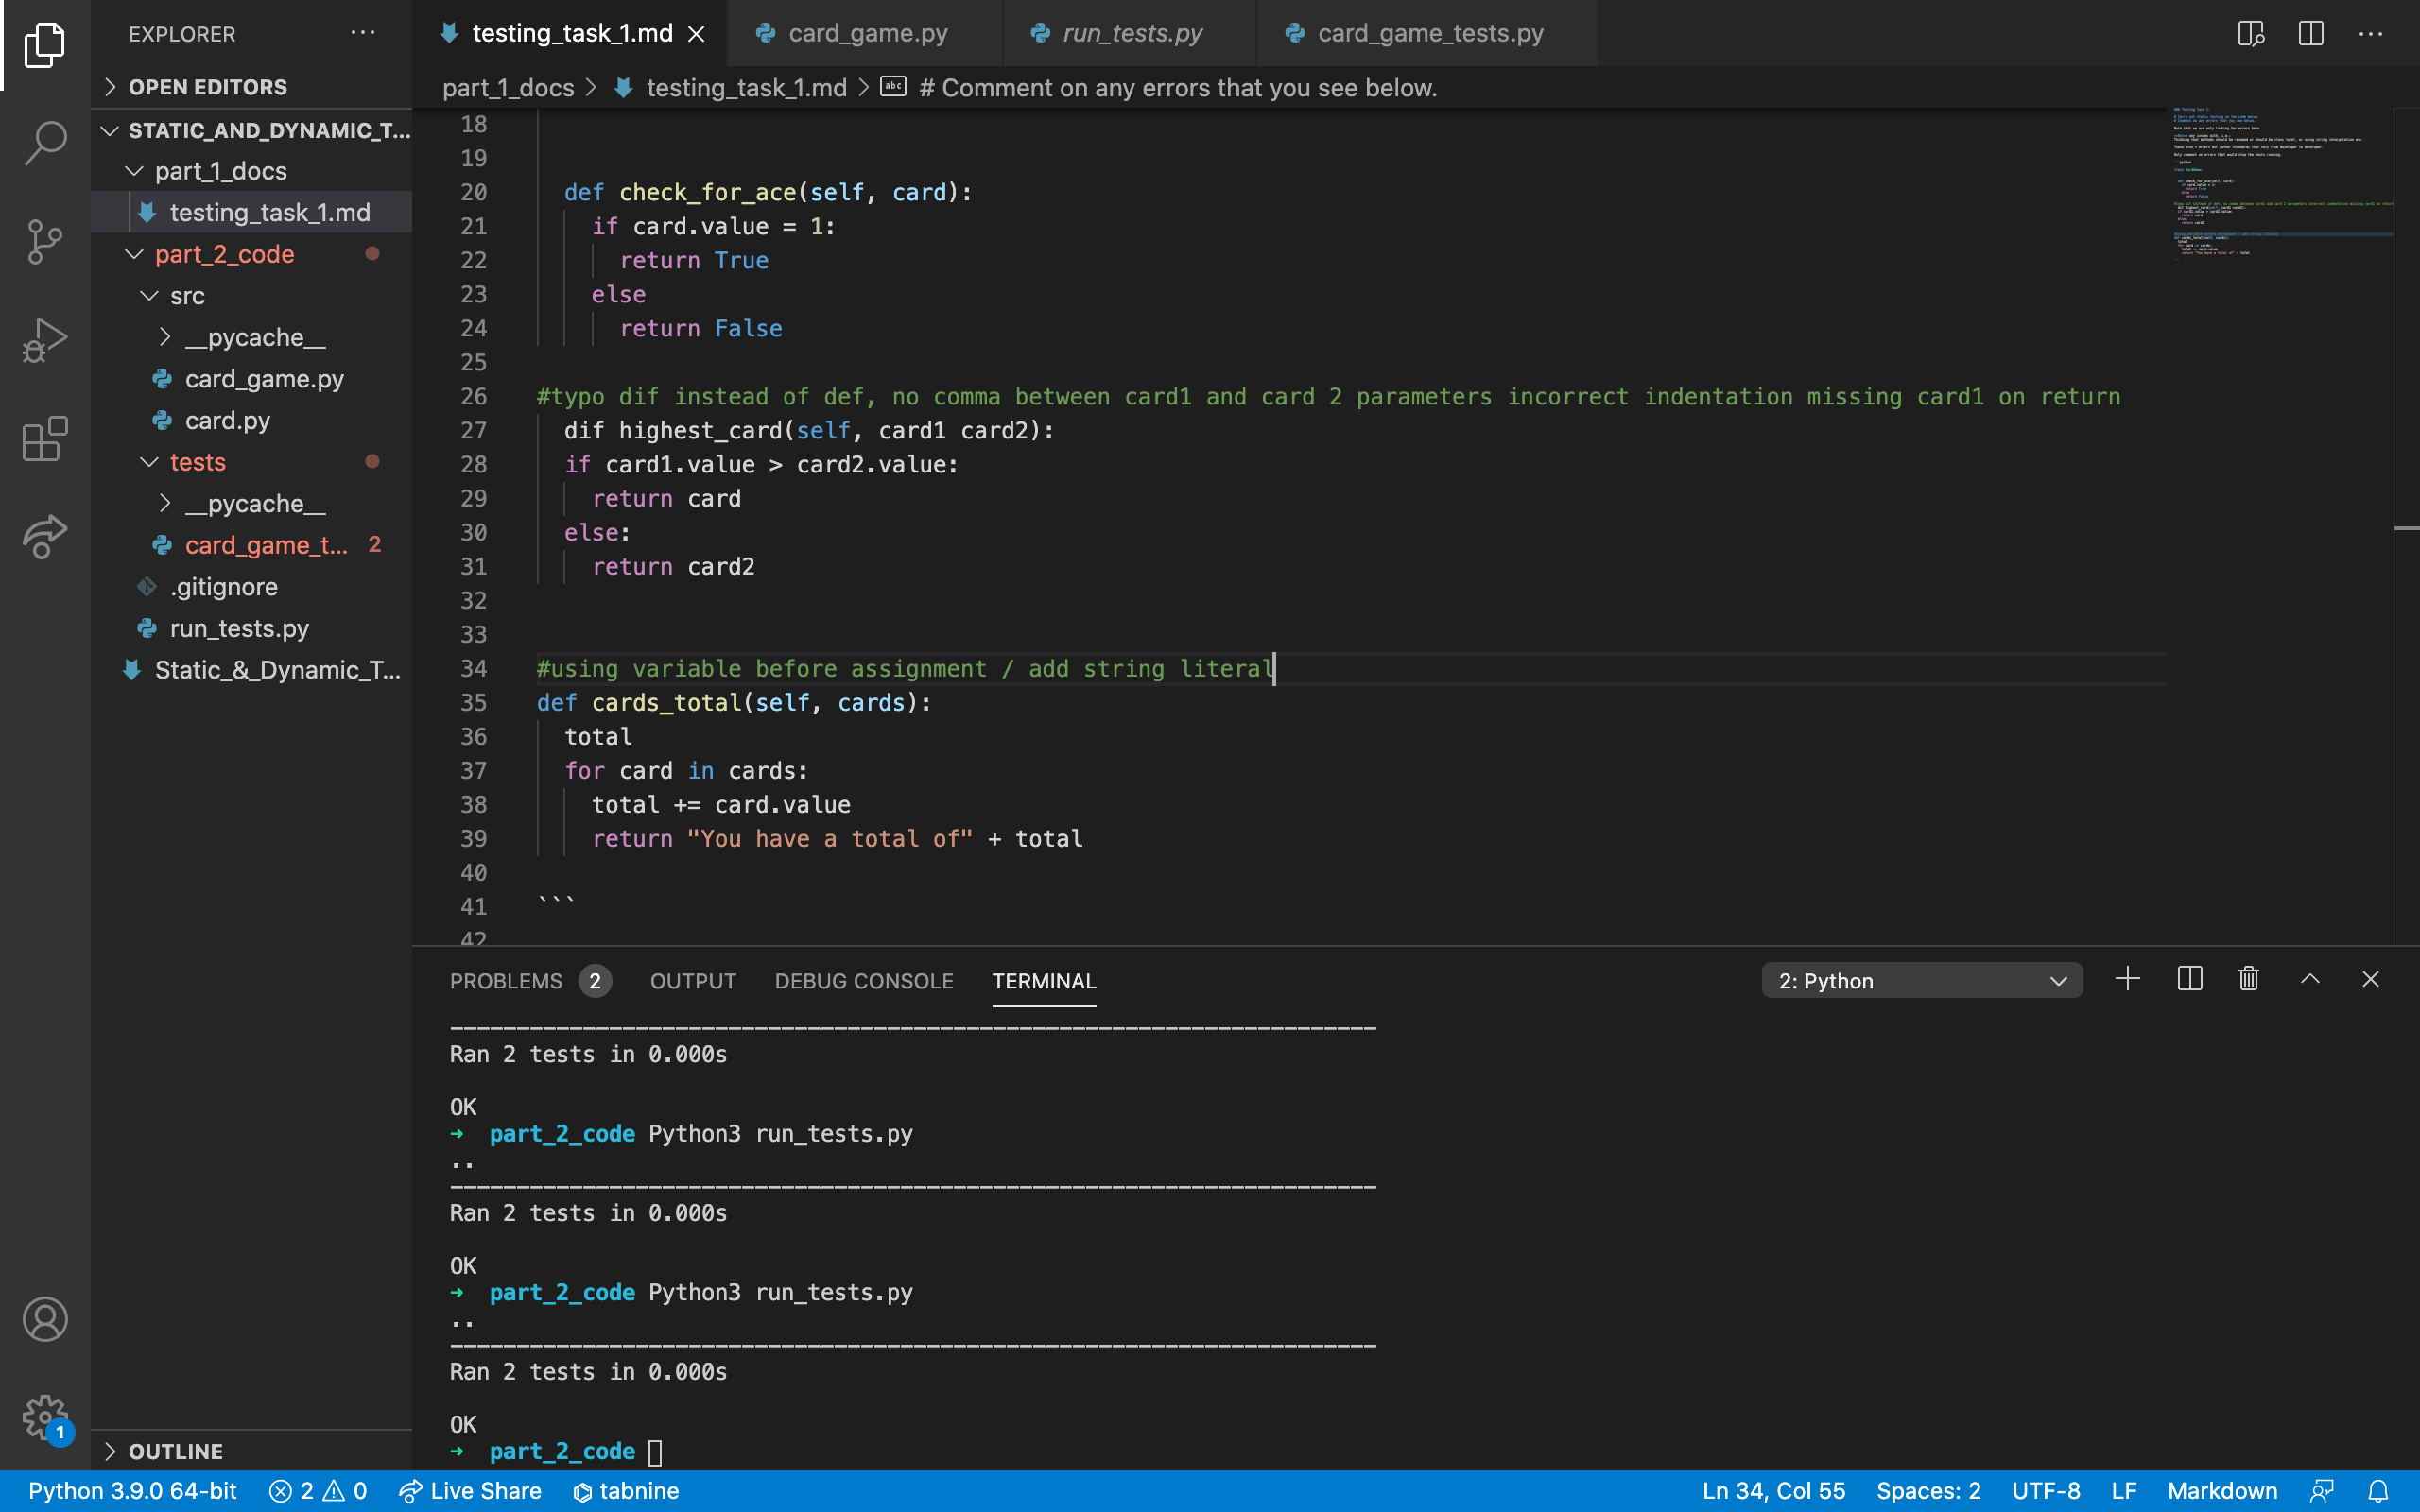 EXPLORER
OPEN EDITORS
STATIC_AND_DYNAMIC_T...
part_1_docs
testing_task_1.md
part_2_code
src
__pycache__
card_game.py
card.py
tests
__pycache__
card_game_t... 2
.gitignore
run_tests.py
Static_&_Dynamic_T...
OUTLINE
1
testing_task_1.md card_game.py run_tests.py card_game_tests.py
part_1_docs > testing_task_1.md > abc # Comment on any errors that you see below.
18
19
20 def check_for_ace(self, card):
21 if card.value = 1:
22 return True
23 else
24 return False
25
26 #typo dif instead of def, no comma between card1 and card 2 parameters incorrect indentation missing card1 on return
27 dif highest_card(self, card1 card2):
28 if card1.value > card2.value:
29 return card
30 else:
31 return card2
32
33
34 #using variable before assignment / add string literal
35 def cards_total(self, cards):
36 total
37 for card in cards:
38 total += card.value
39 return "You have a total of" + total
40
41 ```
42
PROBLEMS 2 OUTPUT DEBUG CONSOLE TERMINAL 2: Python
----------------------------------------------------------------------
Ran 2 tests in 0.000s
OK
➜ part_2_code Python3 run_tests.py
..
----------------------------------------------------------------------
Ran 2 tests in 0.000s
OK
➜ part_2_code Python3 run_tests.py
..
----------------------------------------------------------------------
Ran 2 tests in 0.000s
OK
➜ part_2_code
Python 3.9.0 64-bit 2 0 Live Share tabnine Ln 34, Col 55 Spaces: 2 UTF-8 LF Markdown